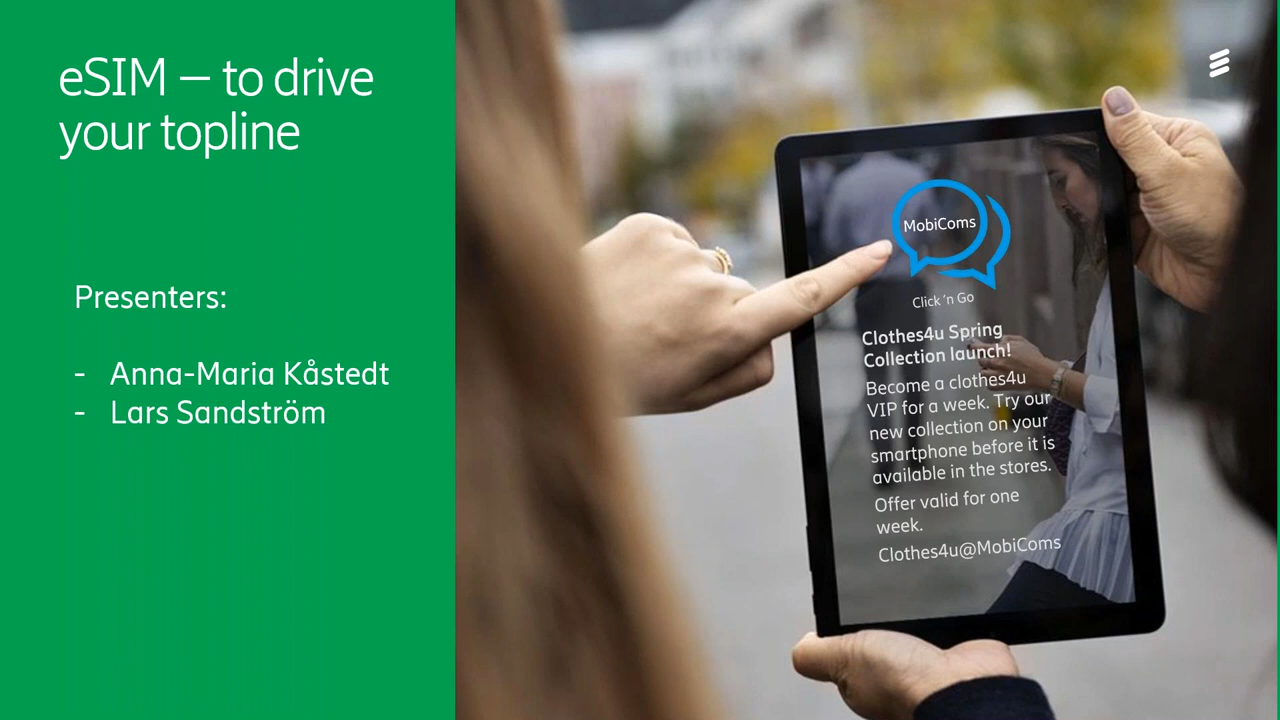 eSIM – to drive
your topline
Presenters:
- Anna-Maria Kåstedt
- Lars Sandström
MobiComs
Click ’n Go
Clothes4u Spring
Collection launch!
Become a clothes4u
VIP for a week. Try our
new collection on your
smartphone before it is
available in the stores.
Offer valid for one
week.
Clothes4u@MobiComs